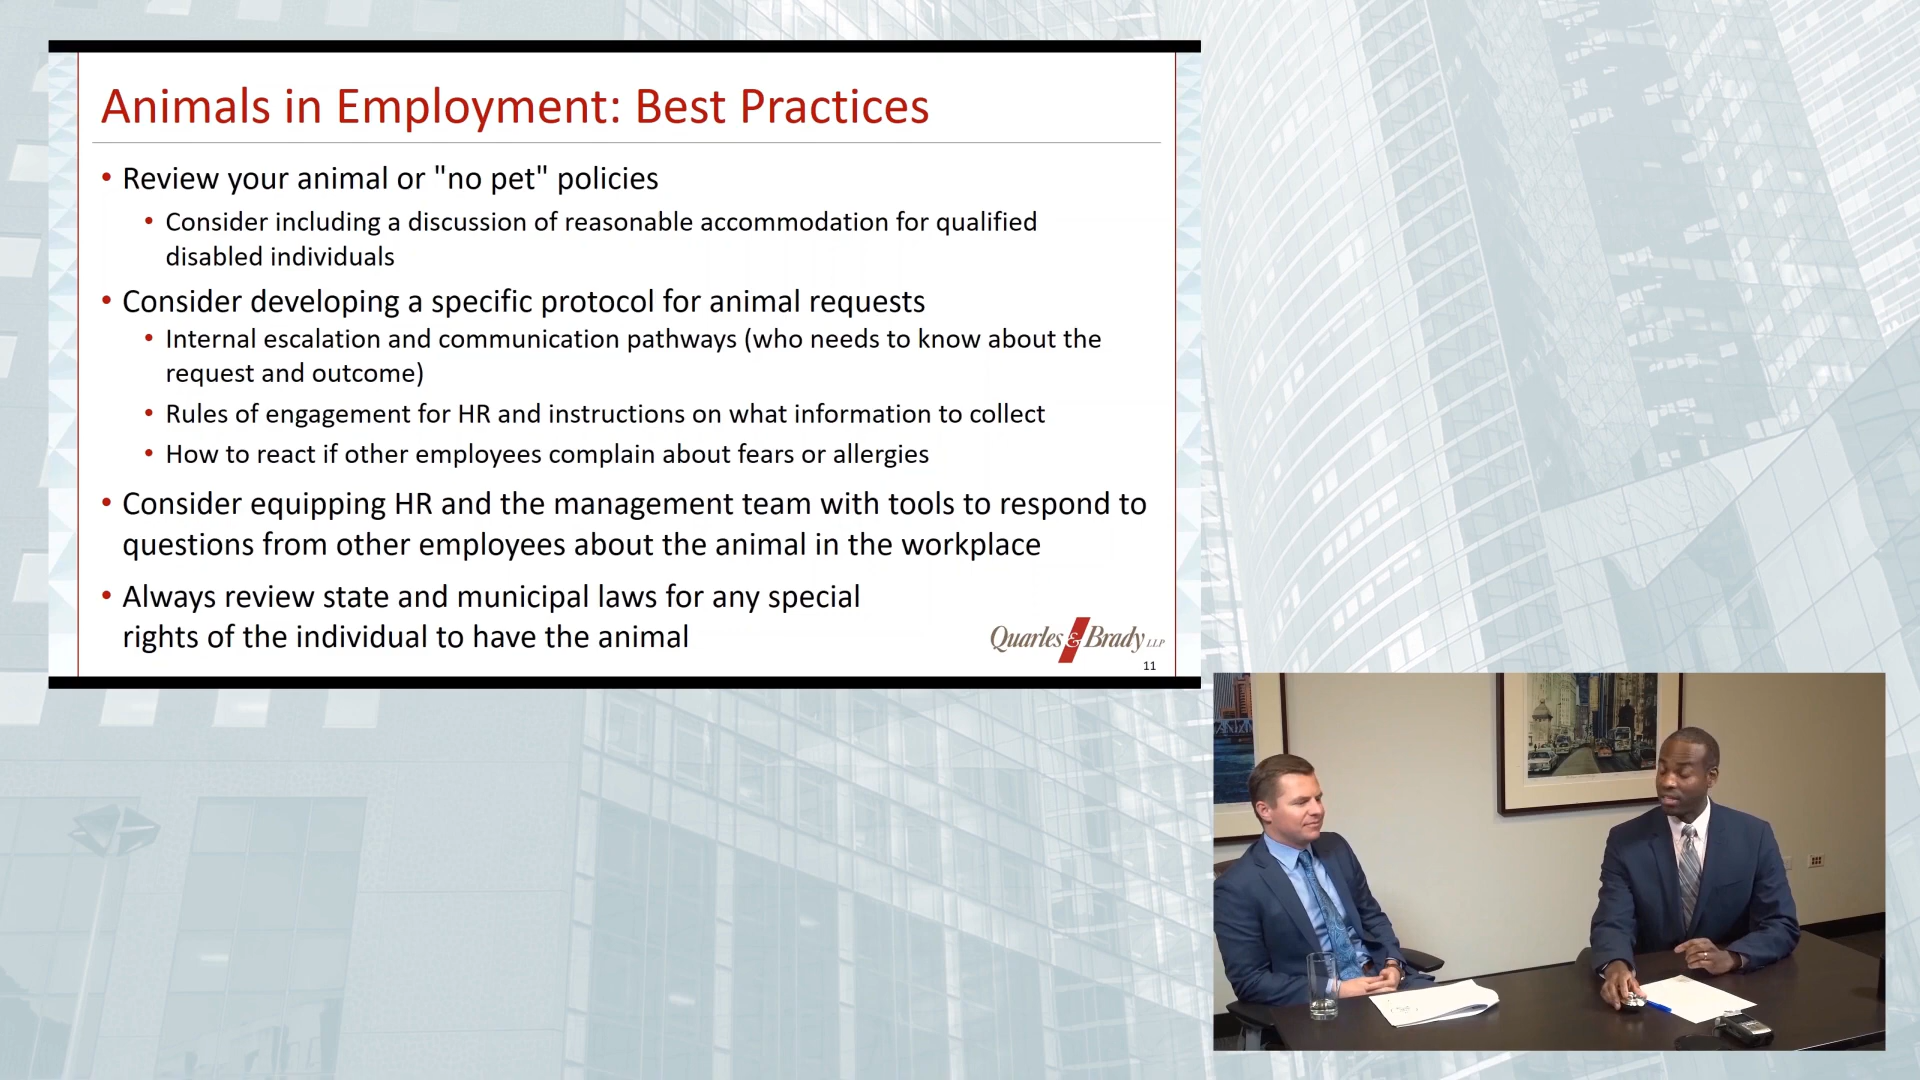 Animals in Employment: Best Practices
• Review your animal or "no pet" policies
• Consider including a discussion of reasonable accommodation for qualified
disabled individuals
• Consider developing a specific protocol for animal requests
• Internal escalation and communication pathways (who needs to know about the
request and outcome)
• Rules of engagement for HR and instructions on what information to collect
• How to react if other employees complain about fears or allergies
• Consider equipping HR and the management team with tools to respond to
questions from other employees about the animal in the workplace
• Always review state and municipal laws for any special
rights of the individual to have the animal
Quarles & Brady LLP
11